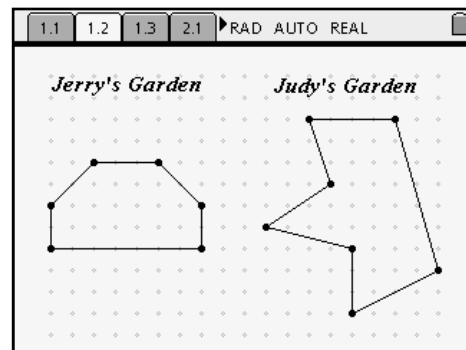 1.1 1.2 1.3 2.1 RAD AUTO REAL
Jerry's Garden Judy's Garden